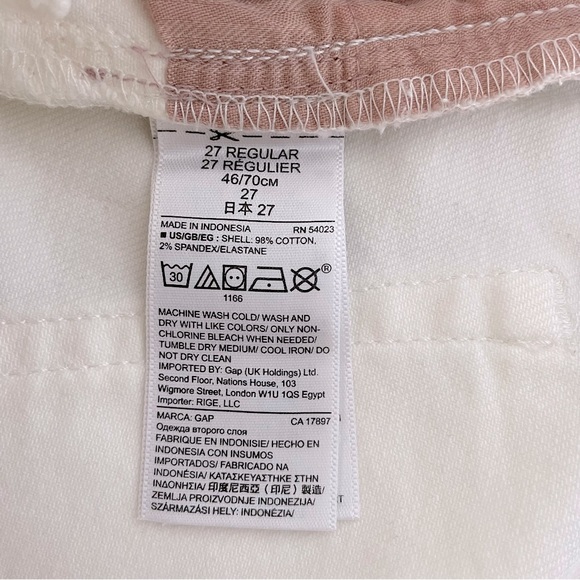 27 REGULAR
27 RÉGULIER
46/70CM
27
日本 27
MADE IN INDONESIA RN 54023
■ US/GB/EG : SHELL: 98% COTTON.
2% SPANDEX/ELASTANE
30
®
1166
MACHINE WASH COLD/ WASH AND
DRY WITH LIKE COLORS/ ONLY NON-
CHLORINE BLEACH WHEN NEEDED/
TUMBLE DRY MEDIUM/ COOL IRON/ DO
NOT DRY CLEAN
IMPORTED BY: Gap (UK Holdings) Ltd.
Second Floor, Nations House, 103
Wigmore Street, London W1U 1QS Egypt
Importer: RIGE, LLC
MARCA: GAP CA 17897
Одежда второго слоя
FABRIQUE EN INDONISIE/ HECHO EN
INDONESIA CON INSUMOS
IMPORTADOS/ FABRICADO NA
INDONÉSIA/ ΚΑΤΑΣΚΕΥΑΣΤΗΚΕ ΣΤΗΝ
ΙΝΔΟΝΗΣΙΑ/ 印度尼西亞 (印尼) 製造/
ZEMLJA PROIZVODNJE INDONEZIJA/
SZÁRMAZÁSI HELY: INDONÉZIA/